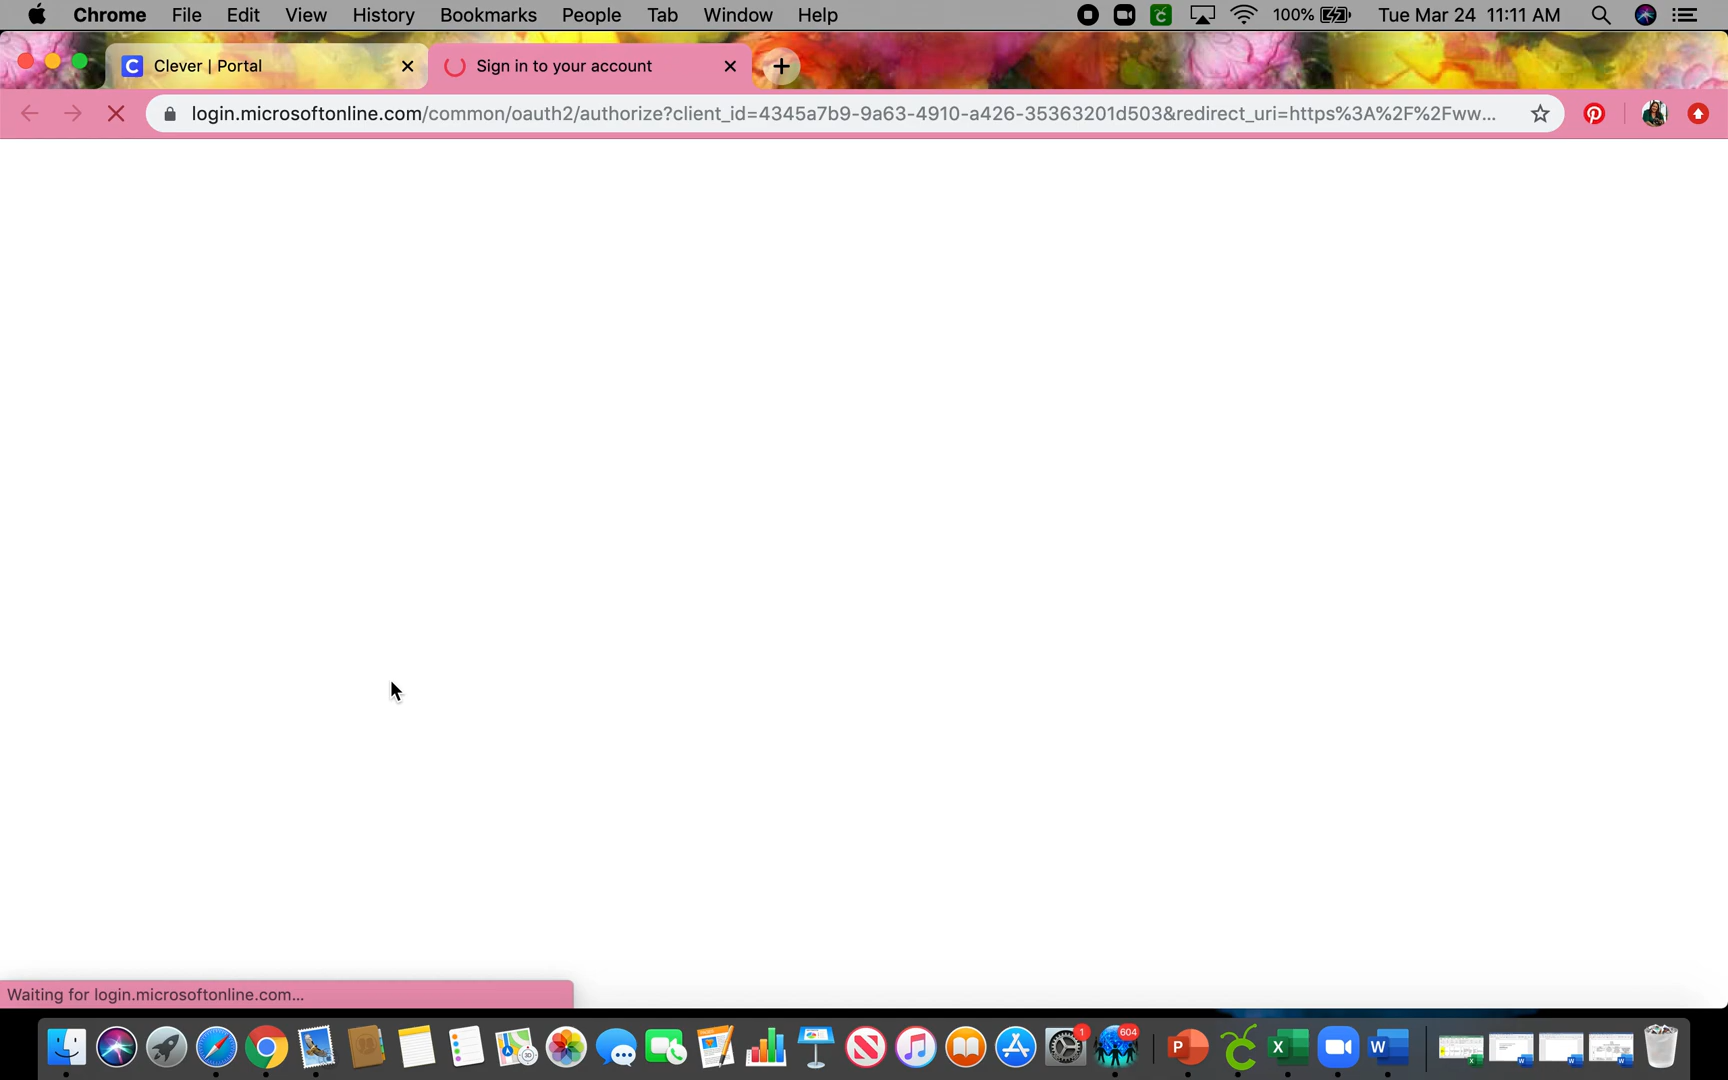 Chrome File Edit View History Bookmarks People Tab Window Help 100% Tue Mar 24 11:11 AM
Clever | Portal Sign in to your account
login.microsoftonline.com/common/oauth2/authorize?client_id=4345a7b9-9a63-4910-a426-35363201d503&redirect_uri=https%3A%2F%2Fww...
Waiting for login.microsoftonline.com...
1 604
P X W